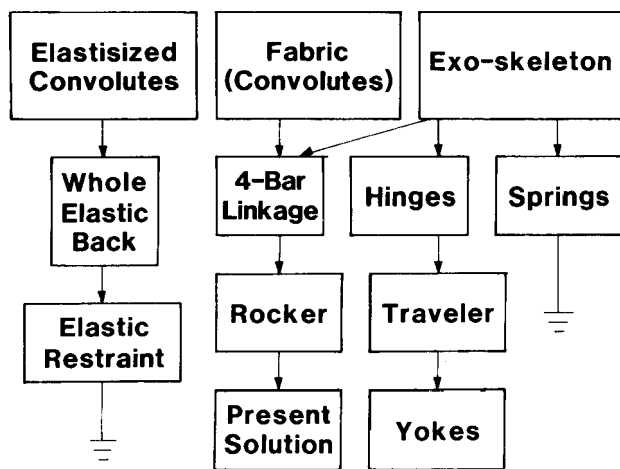 Elastisized
Convolutes
Fabric
(Convolutes)
Exo-skeleton
Whole
Elastic
Back
4-Bar
Linkage
Hinges
Springs
Elastic
Restraint
Rocker
Traveler
Present
Solution
Yokes